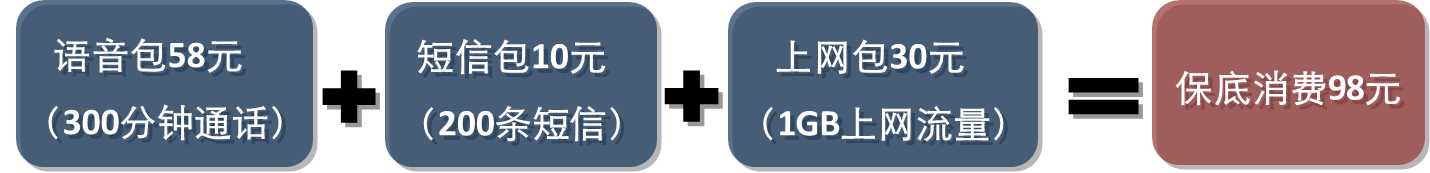 语音包58元
（300分钟通话）
+
短信包10元
（200条短信）
+
上网包30元
（1GB上网流量）
=
保底消费98元